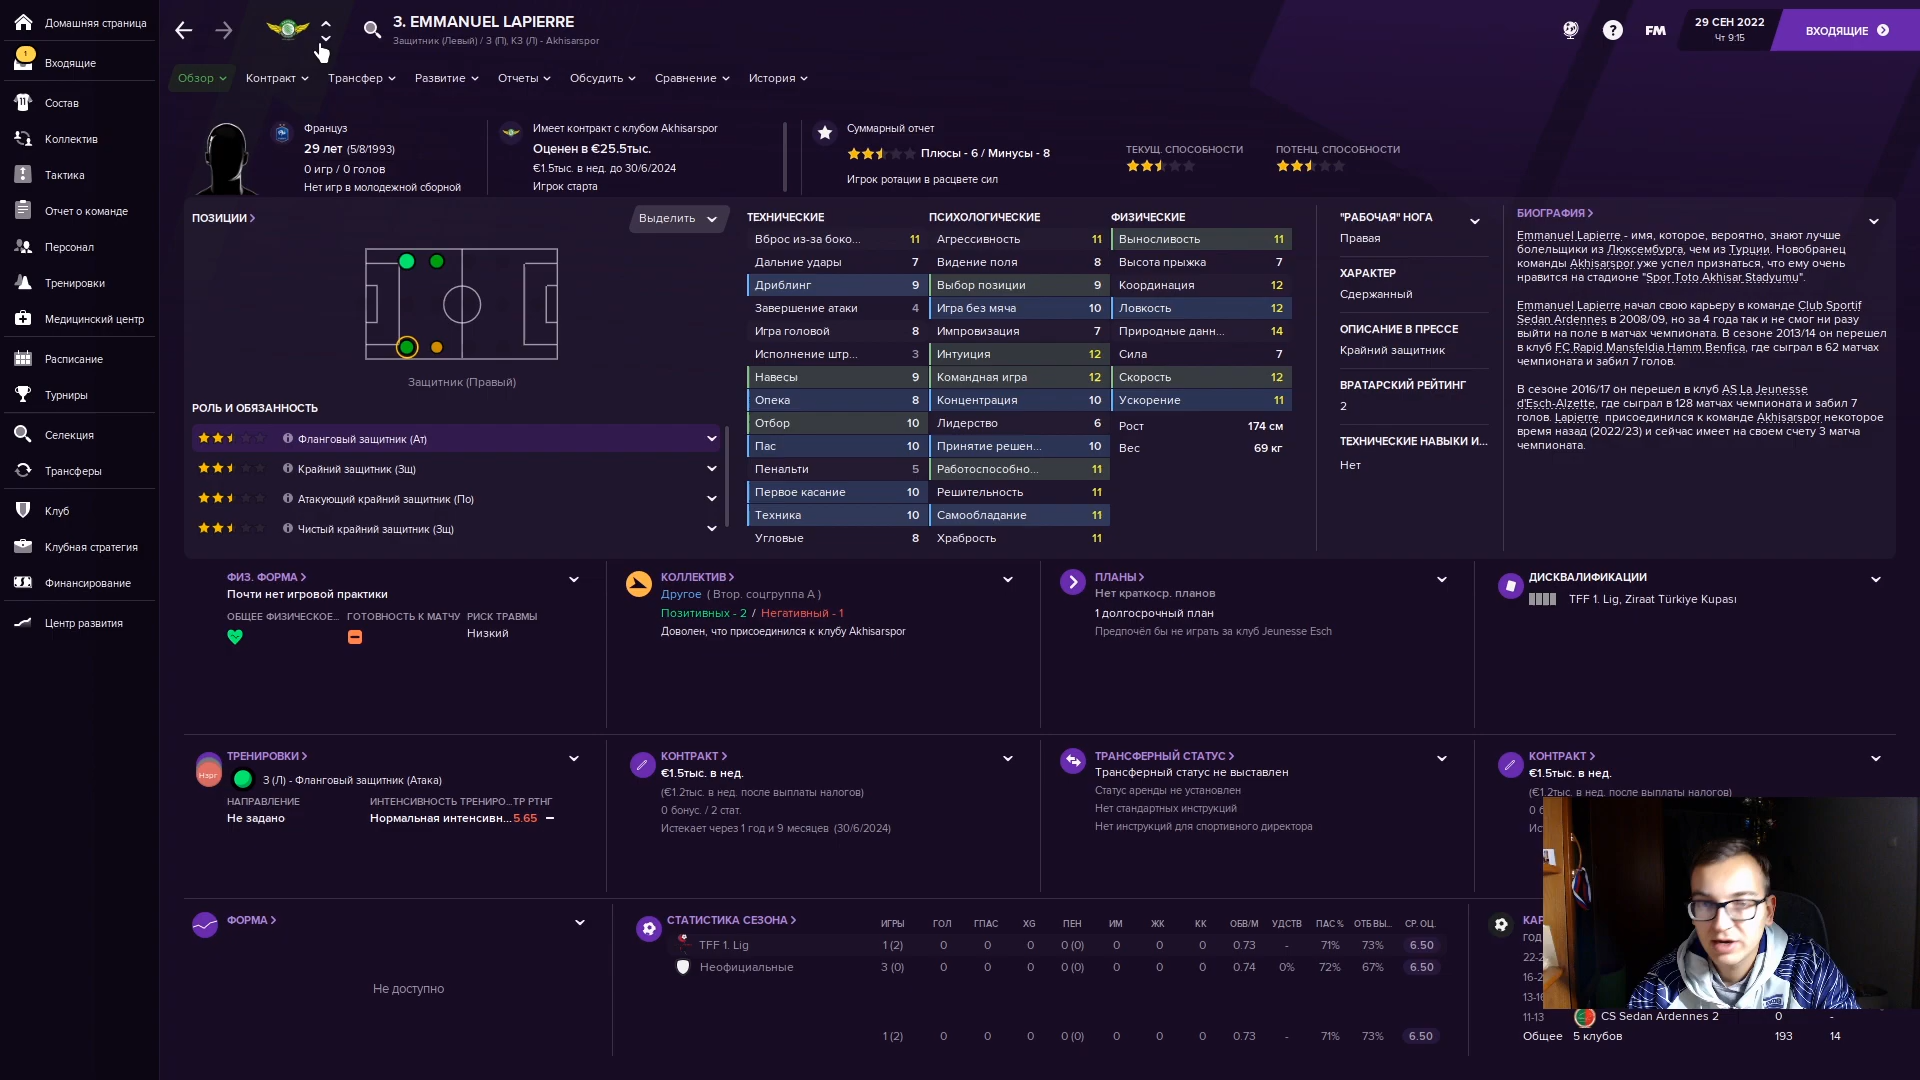 Домашняя страница
1
Входящие
Состав
Коллектив
Тактика
Отчет о команде
Персонал
Тренировки
Медицинский центр
Расписание
Турниры
Селекция
Трансферы
Клуб
Клубная стратегия
Финансирование
Центр развития
3. EMMANUEL LAPIERRE
Защитник (Левый) / З (П), КЗ (Л) - Akhisarspor
FM
29 СЕН 2022
Чт 9:15
ВХОДЯЩИЕ
Обзор
Контракт
Трансфер
Развитие
Отчеты
Обсудить
Сравнение
История
Француз
29 лет (5/8/1993)
0 игр / 0 голов
Нет игр в молодежной сборной
Имеет контракт с клубом Akhisarspor
Оценен в €25.5тыс.
€1.5тыс. в нед. до 30/6/2024
Игрок старта
Суммарный отчет
Плюсы - 6 / Минусы - 8
Игрок ротации в расцвете сил
ТЕКУЩ. СПОСОБНОСТИ
ПОТЕНЦ. СПОСОБНОСТИ
ПОЗИЦИИ
Выделить
Защитник (Правый)
РОЛЬ И ОБЯЗАННОСТЬ
Фланговый защитник (Ат)
Крайний защитник (Зщ)
Атакующий крайний защитник (По)
Чистый крайний защитник (Зщ)
ТЕХНИЧЕСКИЕ
Вброс из-за боко... 11
Дальние удары 7
Дриблинг 9
Завершение атаки 4
Игра головой 8
Исполнение штр... 3
Навесы 9
Опека 8
Отбор 10
Пас 10
Пенальти 5
Первое касание 10
Техника 10
Угловые 8
ПСИХОЛОГИЧЕСКИЕ
Агрессивность 11
Видение поля 8
Выбор позиции 9
Игра без мяча 10
Импровизация 7
Интуиция 12
Командная игра 12
Концентрация 10
Лидерство 6
Принятие решен... 10
Работоспособно... 11
Решительность 11
Самообладание 11
Храбрость 11
ФИЗИЧЕСКИЕ
Выносливость 11
Высота прыжка 7
Координация 12
Ловкость 12
Природные данн... 14
Сила 7
Скорость 12
Ускорение 11
Рост 174 см
Вес 69 кг
"РАБОЧАЯ" НОГА
Правая
ХАРАКТЕР
Сдержанный
ОПИСАНИЕ В ПРЕССЕ
Крайний защитник
ВРАТАРСКИЙ РЕЙТИНГ
2
ТЕХНИЧЕСКИЕ НАВЫКИ И...
Нет
БИОГРАФИЯ
Emmanuel Lapierre - имя, которое, вероятно, знают лучше
болельщики из Люксембурга, чем из Турции. Новобранец
команды Akhisarspor уже успел признаться, что ему очень
нравится на стадионе "Spor Toto Akhisar Stadyumu".
Emmanuel Lapierre начал свою карьеру в команде Club Sportif
Sedan Ardennes в 2008/09, но за 4 года так и не смог ни разу
выйти на поле в матчах чемпионата. В сезоне 2013/14 он перешел
в клуб FC Rapid Mansfeldia Hamm Benfica, где сыграл в 62 матчах
чемпионата и забил 7 голов.
В сезоне 2016/17 он перешел в клуб AS La Jeunesse
d'Esch-Alzette, где сыграл в 128 матчах чемпионата и забил 7
голов. Lapierre присоединился к команде Akhisarspor некоторое
время назад (2022/23) и сейчас имеет на своем счету 3 матча
чемпионата.
ФИЗ. ФОРМА
Почти нет игровой практики
ОБЩЕЕ ФИЗИЧЕСКОЕ... ГОТОВНОСТЬ К МАТЧУ РИСК ТРАВМЫ
Низкий
КОЛЛЕКТИВ
Другое ( Втор. соцгруппа A )
Позитивных - 2 / Негативный - 1
Доволен, что присоединился к клубу Akhisarspor
ПЛАНЫ
Нет краткоср. планов
1 долгосрочный план
Предпочёл бы не играть за клуб Jeunesse Esch
ДИСКВАЛИФИКАЦИИ
TFF 1. Lig, Ziraat Türkiye Kupası
ТРЕНИРОВКИ
Нэрг
З (Л) - Фланговый защитник (Атака)
НАПРАВЛЕНИЕ ИНТЕНСИВНОСТЬ ТРЕНИРО... ТР РТНГ
Не задано Нормальная интенсивн... 5.65
КОНТРАКТ
€1.5тыс. в нед.
(€1.2тыс. в нед. после выплаты налогов)
0 бонус. / 2 стат.
Истекает через 1 год и 9 месяцев (30/6/2024)
ТРАНСФЕРНЫЙ СТАТУС
Трансферный статус не выставлен
Статус аренды не установлен
Нет стандартных инструкций
Нет инструкций для спортивного директора
КОНТРАКТ
€1.5тыс. в нед.
(€1.2тыс. в нед. после выплаты налогов)
0 б
Ис
ФОРМА
Не доступно
СТАТИСТИКА СЕЗОНА ИГРЫ ГОЛ ГПАС XG ПЕН ИМ ЖК КК ОБВ/М УДСТВ ПАС % ОТБ ВЫ... СР. ОЦ.
TFF 1. Lig 1 (2) 0 0 0 0 (0) 0 0 0 0.73 - 71% 73% 6.50
Неофициальные 3 (0) 0 0 0 0 (0) 0 0 0 0.74 0% 72% 67% 6.50
1 (2) 0 0 0 0 (0) 0 0 0 0.73 - 71% 73% 6.50
КАР
ГОД
22-2
16-2
13-16
11-13 CS Sedan Ardennes 2 0 -
Общее 5 клубов 193 14